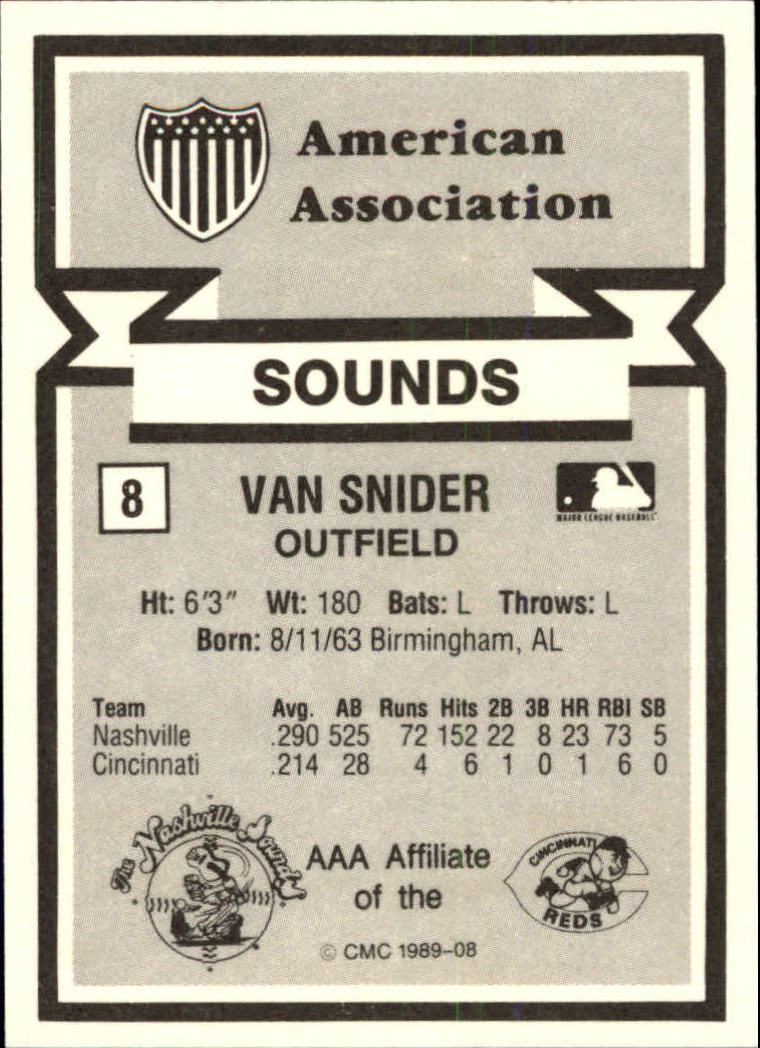 American
Association
SOUNDS
8
VAN SNIDER
MAJOR LEAGUE BASEBALL
OUTFIELD
Ht: 6'3" Wt: 180 Bats: L Throws: L
Born: 8/11/63 Birmingham, AL
Team Avg. AB Runs Hits 2B 3B HR RBI SB
Nashville .290 525 72 152 22 8 23 73 5
Cincinnati .214 28 4 6 1 0 1 6 0
The Nashville Sounds
AAA Affiliate
of the
CINCINNATI
REDS
© CMC 1989-08